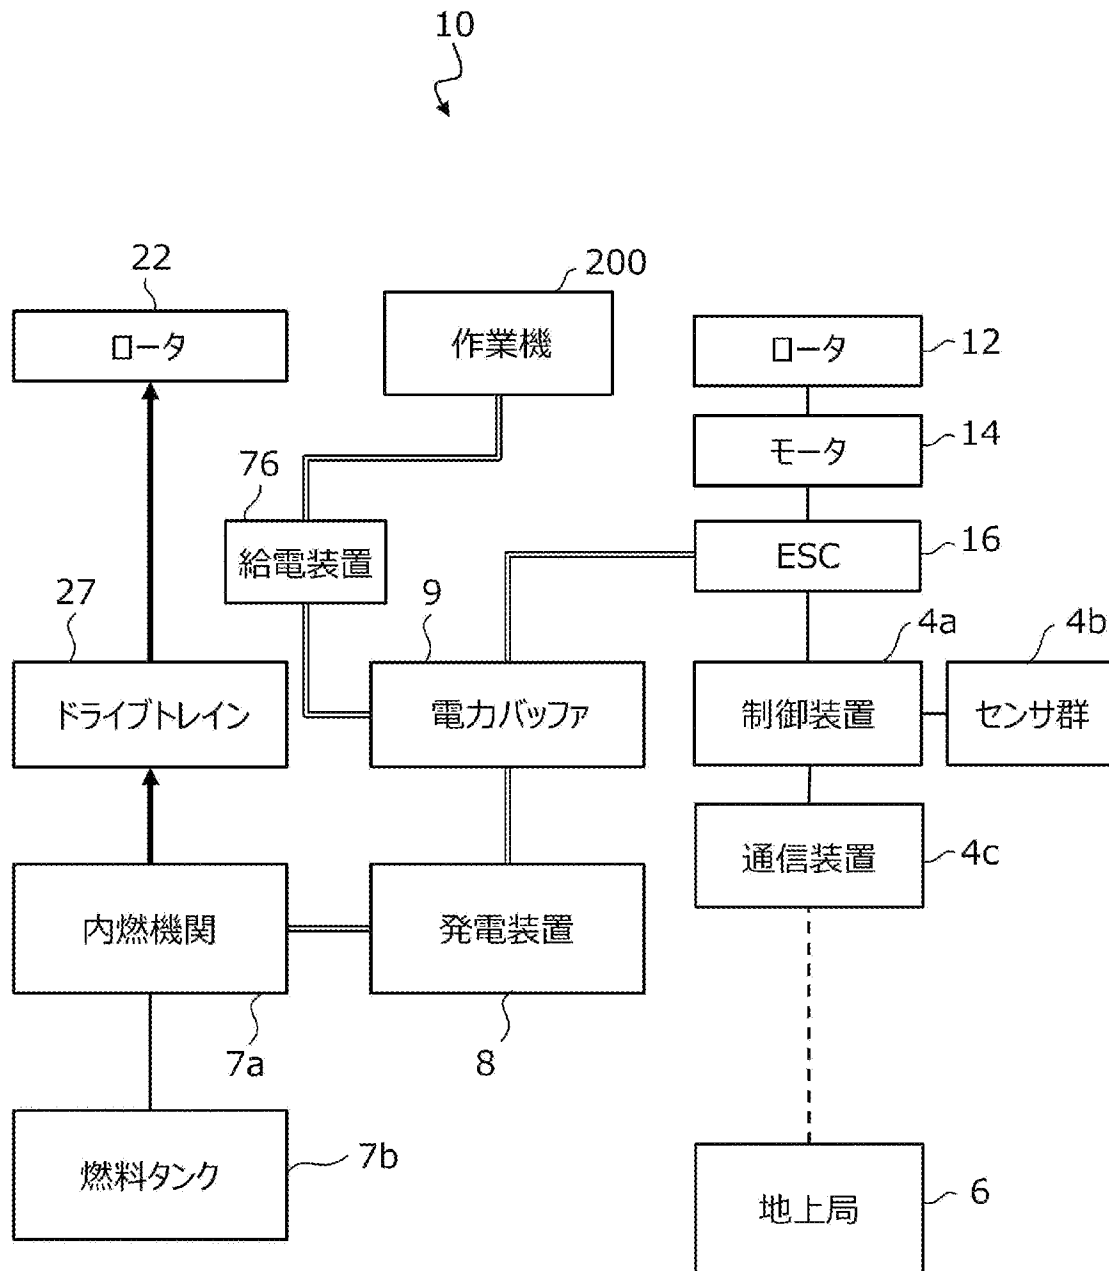 10
22
ロータ
200
作業機
ロータ
12
モータ
14
76
給電装置
ESC
16
27
ドライブトレイン
9
電力バッファ
4a
制御装置
4b
センサ群
通信装置
4c
内燃機関
7a
発電装置
8
燃料タンク
7b
地上局
6